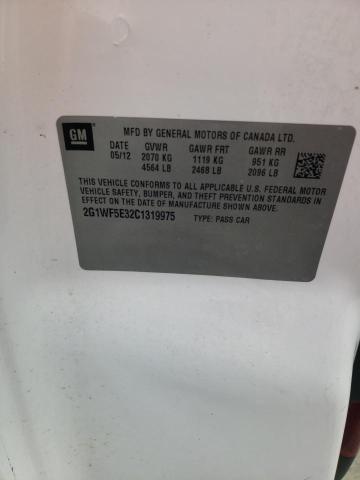 GM
MFD BY GENERAL MOTORS OF CANADA LTD.
DATE GVWR GAWR FRT GAWR RR
05/12 2070 KG 1119 KG 951 KG
4564 LB 2468 LB 2096 LB
THIS VEHICLE CONFORMS TO ALL APPLICABLE U.S. FEDERAL MOTOR
VEHICLE SAFETY, BUMPER, AND THEFT PREVENTION STANDARDS
IN EFFECT ON THE DATE OF MANUFACTURE SHOWN ABOVE.
2G1WF5E32C1319975 TYPE: PASS CAR